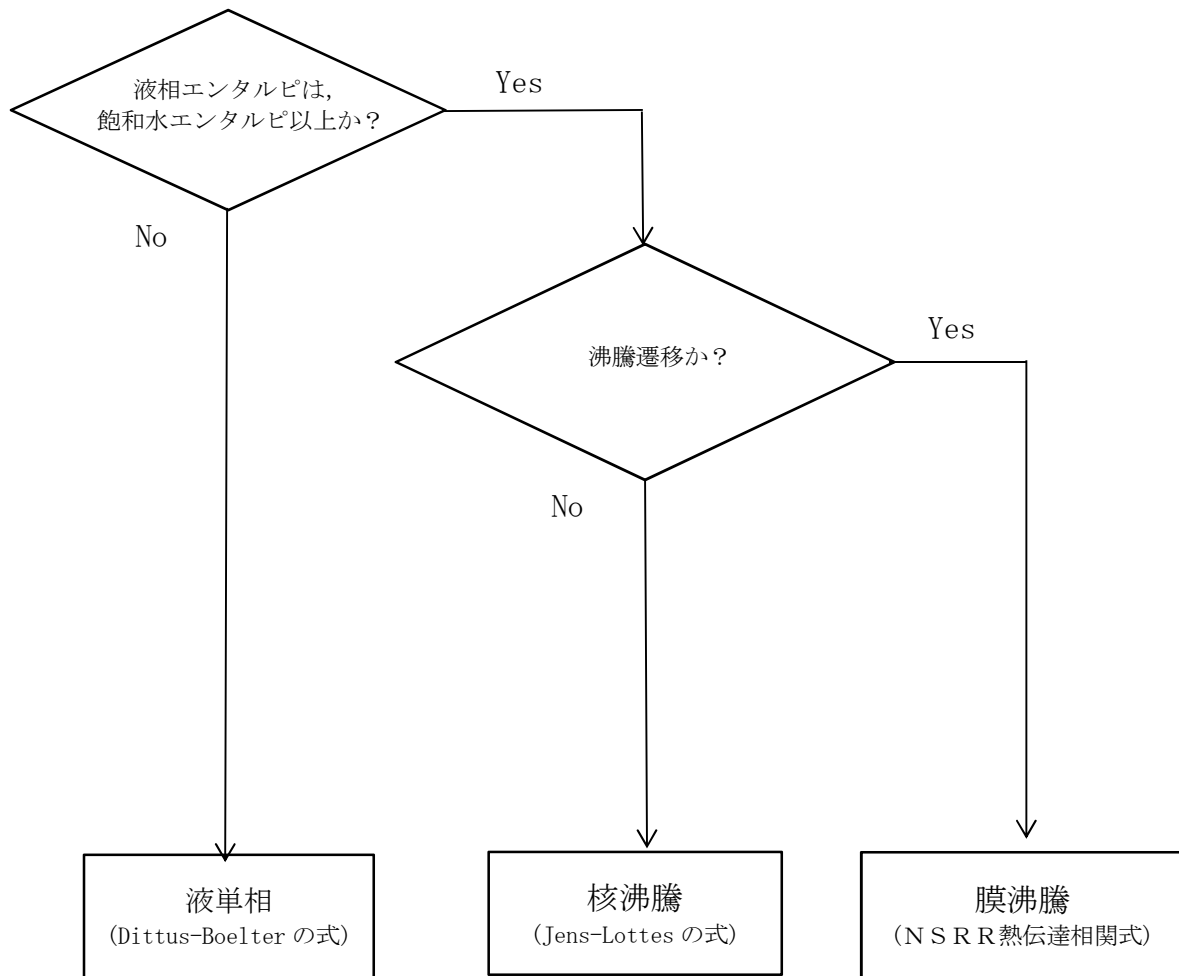 液相エンタルピは,
飽和水エンタルピ以上か？
Yes
No
沸騰遷移か？
Yes
No
液単相
(Dittus-Boelter の式)
核沸騰
(Jens-Lottes の式)
膜沸騰
(ＮＳＲＲ熱伝達相関式)